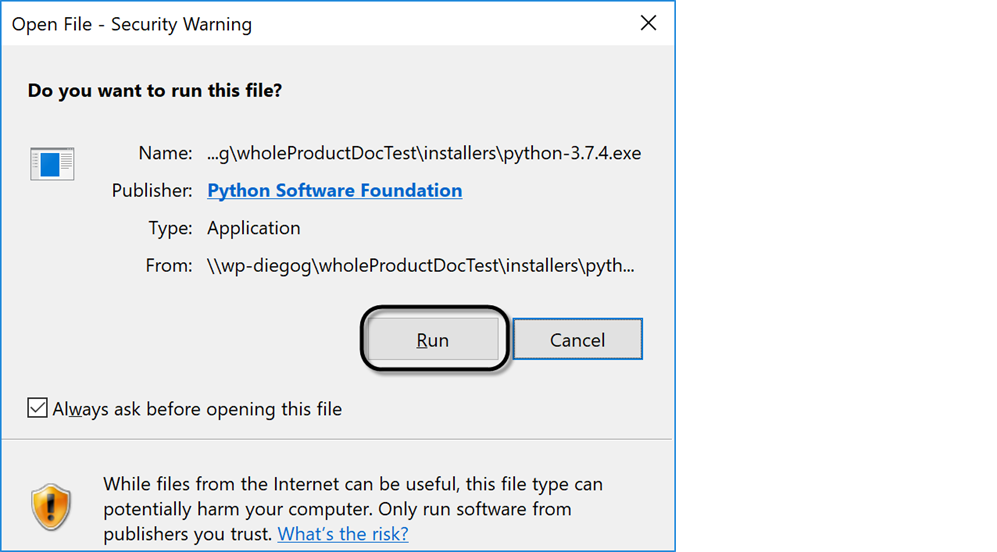 Open File - Security Warning
Do you want to run this file?
Name: ...g\wholeProductDocTest\installers\python-3.7.4.exe
Publisher: Python Software Foundation
Type: Application
From: \\wp-diegog\wholeProductDocTest\installers\pyth...
Run Cancel
Always ask before opening this file
While files from the Internet can be useful, this file type can
potentially harm your computer. Only run software from
publishers you trust. What's the risk?